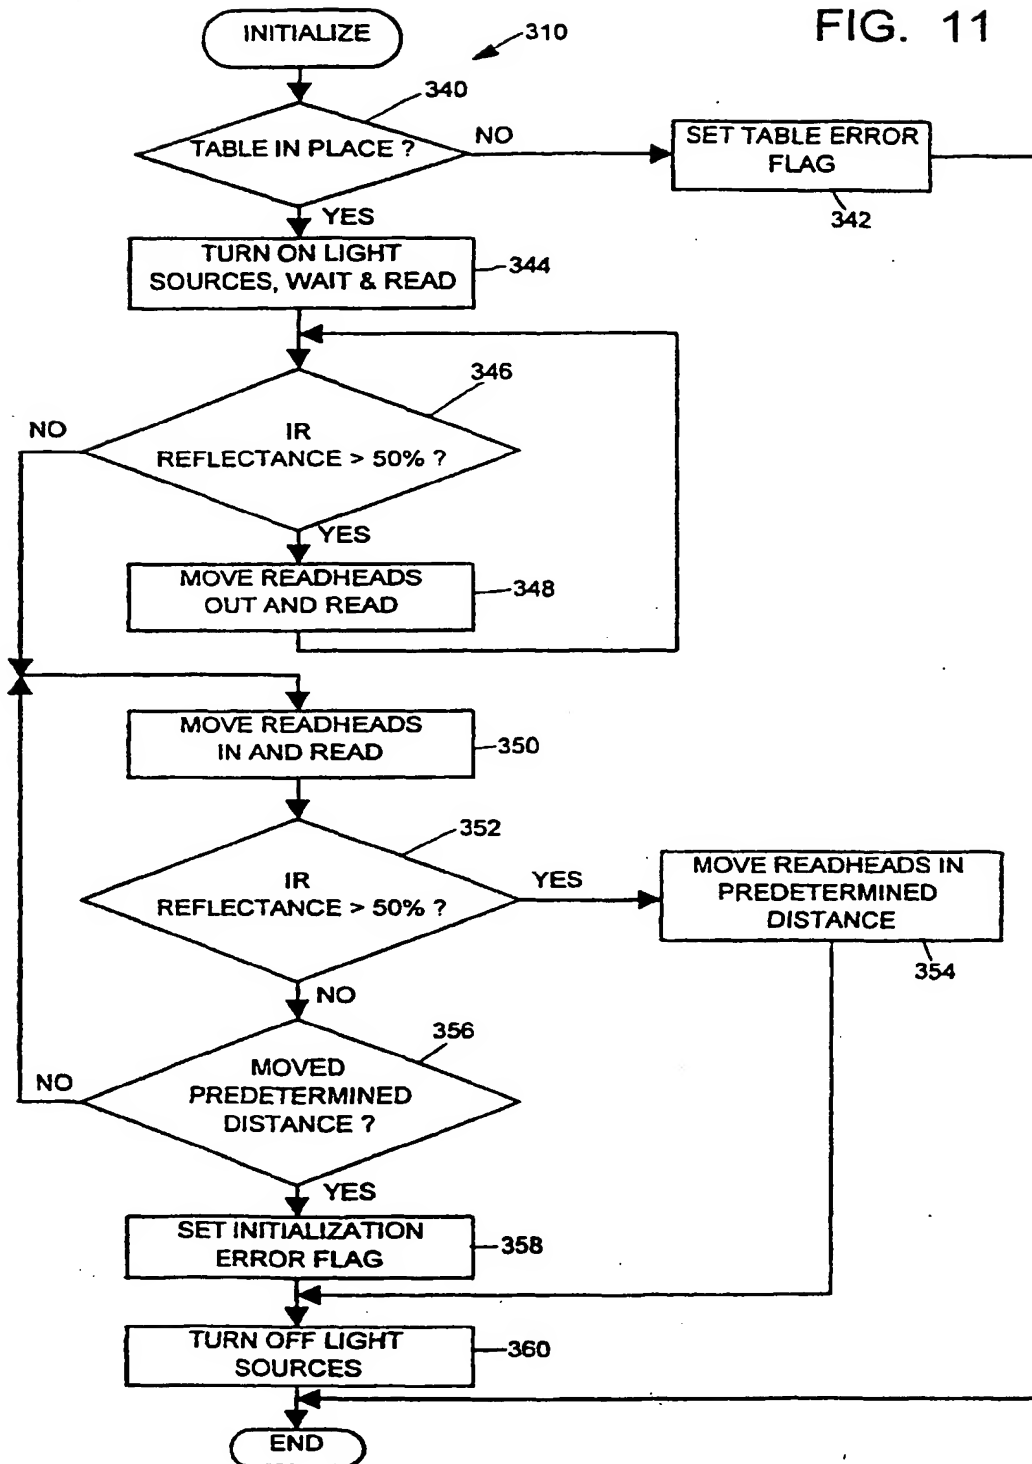 FIG. 11
INITIALIZE
310
340
TABLE IN PLACE ?
NO
SET TABLE ERROR
FLAG
342
YES
TURN ON LIGHT
SOURCES, WAIT & READ
344
346
NO
IR
REFLECTANCE > 50% ?
YES
MOVE READHEADS
OUT AND READ
348
MOVE READHEADS
IN AND READ
350
352
IR
REFLECTANCE > 50% ?
YES
MOVE READHEADS IN
PREDETERMINED
DISTANCE
354
NO
356
MOVED
PREDETERMINED
DISTANCE ?
NO
YES
SET INITIALIZATION
ERROR FLAG
358
TURN OFF LIGHT
SOURCES
360
END